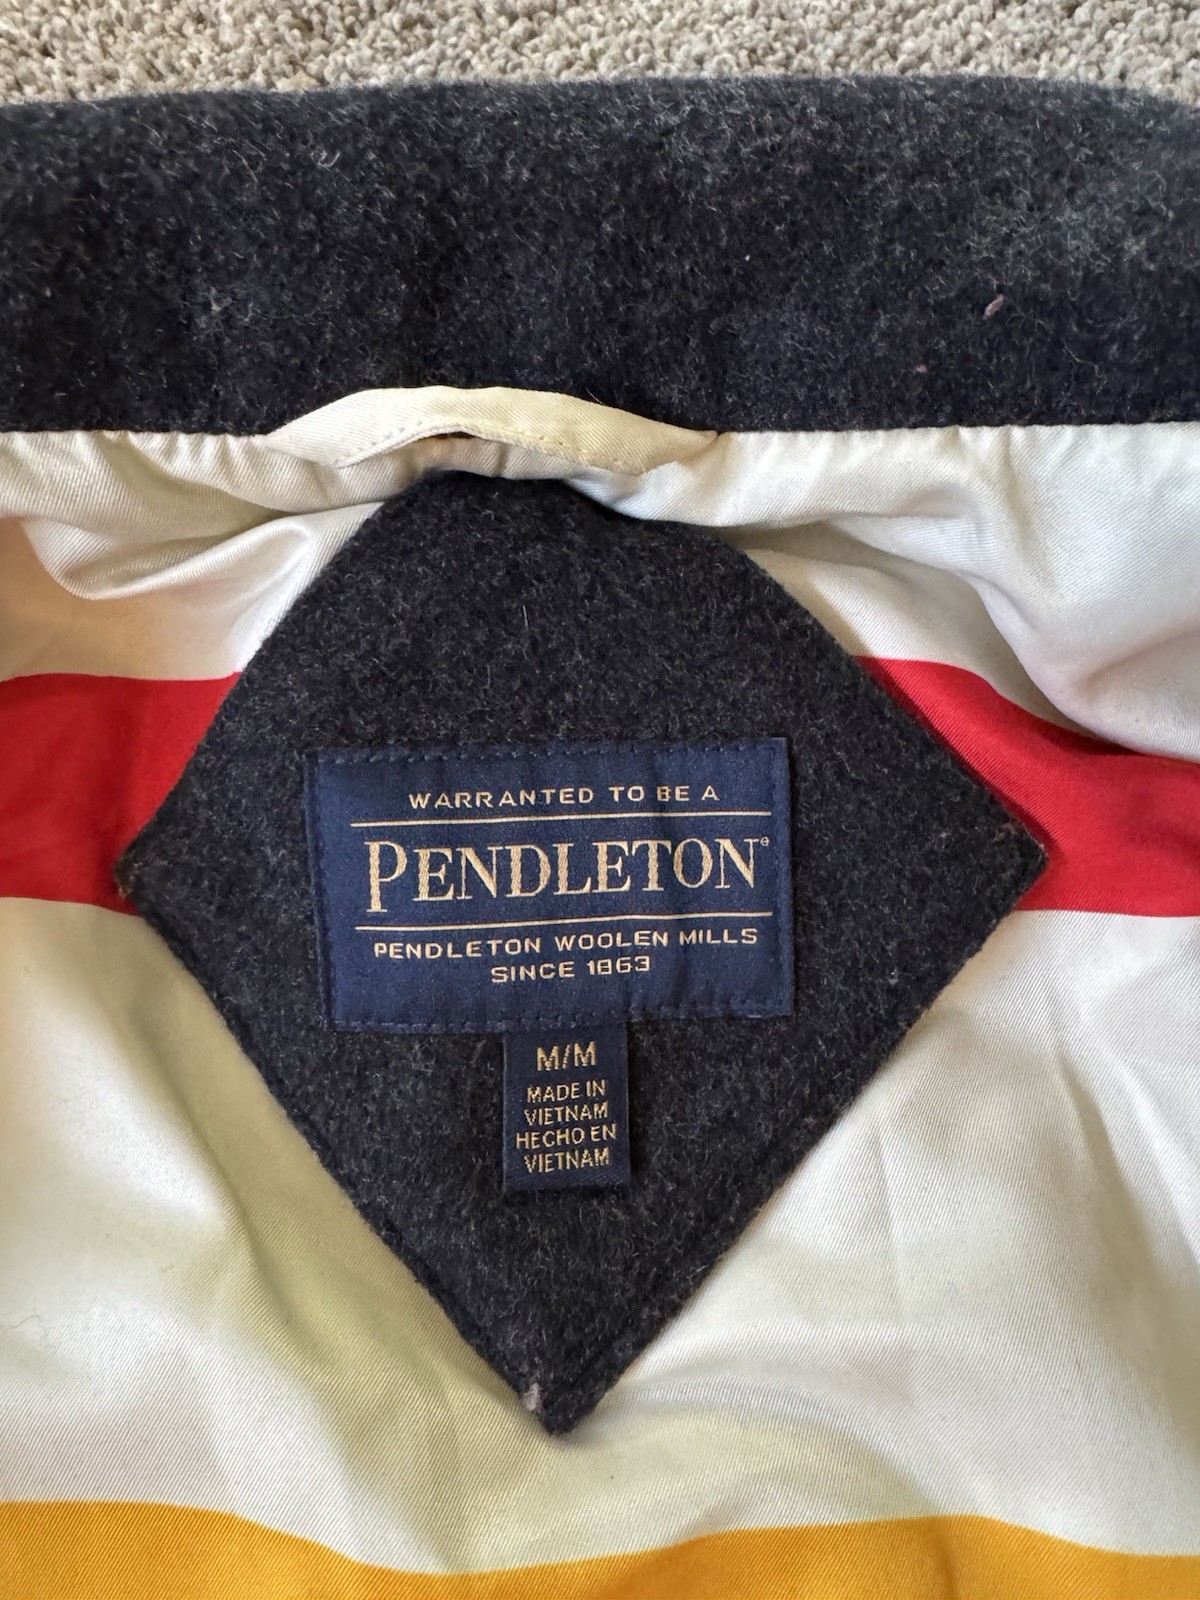 WARRANTED TO BE A
PENDLETON®
PENDLETON WOOLEN MILLS
SINCE 1863
M/M
MADE IN
VIETNAM
HECHO EN
VIETNAM